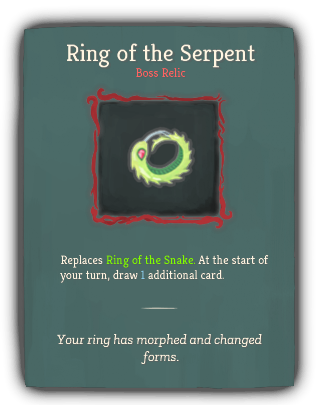 Ring of the Serpent
Boss Relic
Replaces Ring of the Snake. At the start of
your turn, draw 1 additional card.
Your ring has morphed and changed
forms.